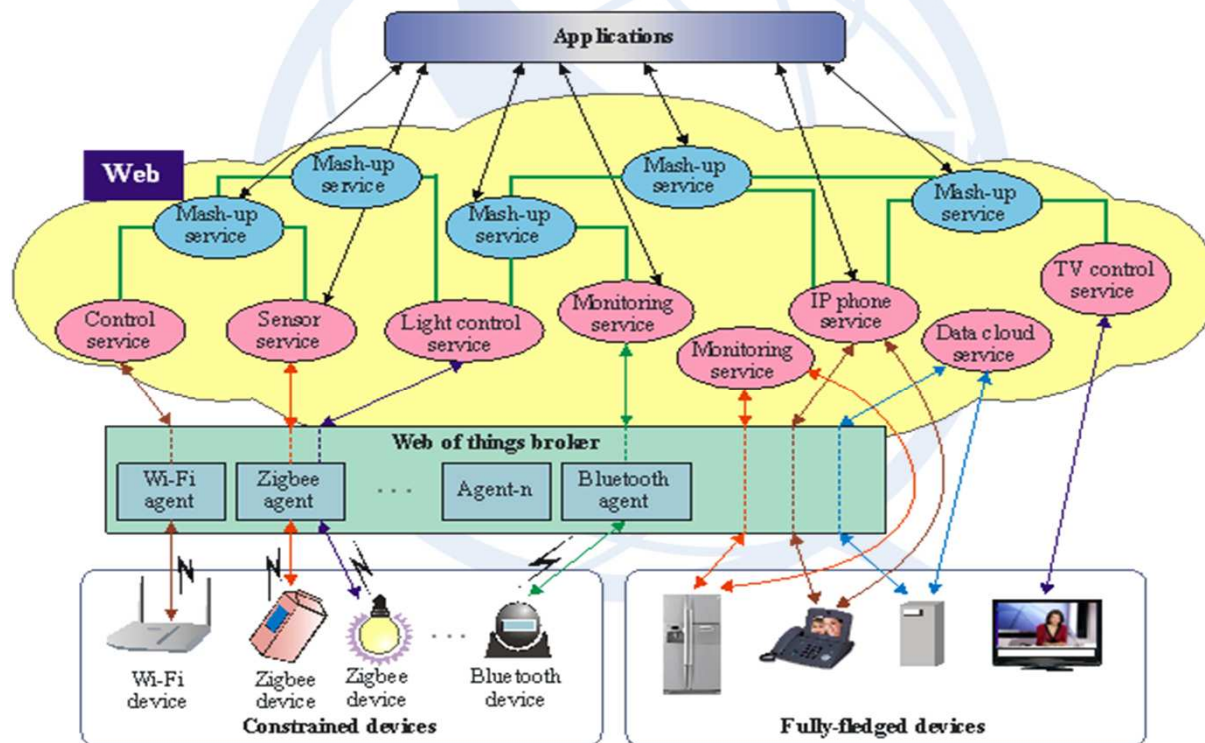 Applications
Web
Mash-up
service
Mash-up
service
Mash-up
service
Mash-up
service
Mash-up
service
Control
service
Sensor
service
Light control
service
Monitoring
service
Monitoring
service
IP phone
service
Data cloud
service
TV control
service
Web of things broker
Wi-Fi
agent
Zigbee
agent
...
Agent-n
Bluetooth
agent
Wi-Fi
device
Zigbee
device
Zigbee
device
...
Bluetooth
device
Constrained devices
Fully-fledged devices